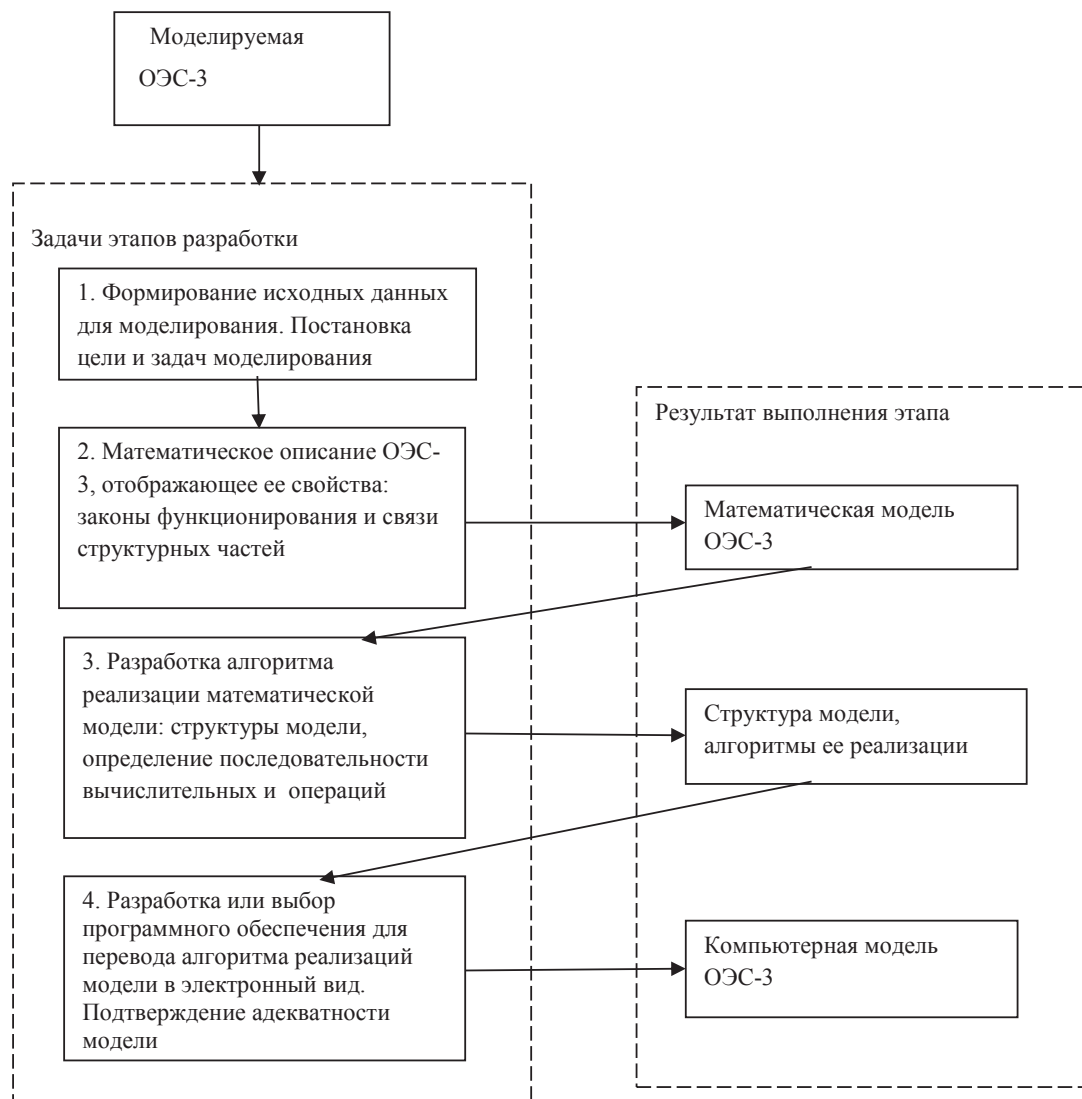 Моделируемая
ОЭС-3
Задачи этапов разработки
1. Формирование исходных данных
для моделирования. Постановка
цели и задач моделирования
2. Математическое описание ОЭС-
3, отображающее ее свойства:
законы функционирования и связи
структурных частей
Результат выполнения этапа
Математическая модель
ОЭС-3
3. Разработка алгоритма
реализации математической
модели: структуры модели,
определение последовательности
вычислительных и операций
Структура модели,
алгоритмы ее реализации
4. Разработка или выбор
программного обеспечения для
перевода алгоритма реализаций
модели в электронный вид.
Подтверждение адекватности
модели
Компьютерная модель
ОЭС-3